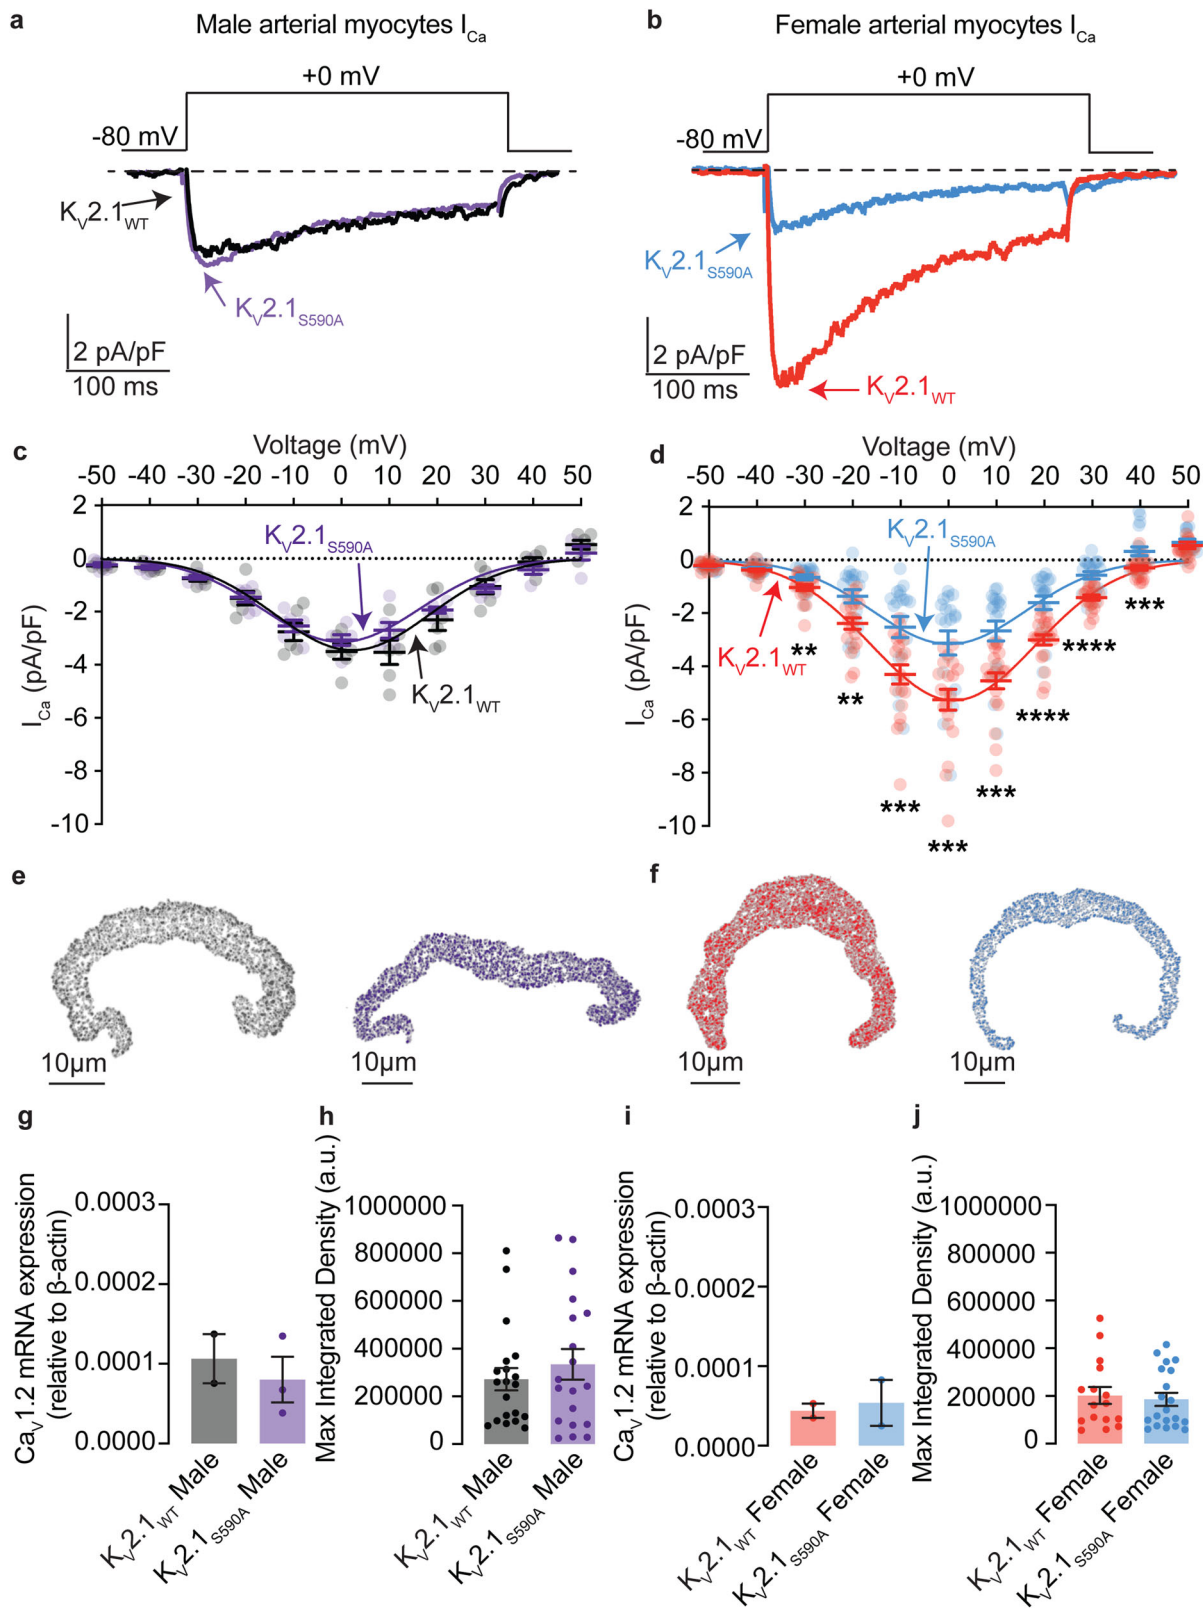 a
Male arterial myocytes I_Ca
+0 mV
-80 mV
K_V2.1_WT
K_V2.1_S590A
2 pA/pF
100 ms
b
Female arterial myocytes I_Ca
+0 mV
-80 mV
K_V2.1_S590A
2 pA/pF
100 ms
K_V2.1_WT
c
Voltage (mV)
-50 -40 -30 -20 -10 0 10 20 30 40 50
2
0
-2
-4
-6
-8
-10
I_Ca (pA/pF)
K_V2.1_S590A
K_V2.1_WT
d
Voltage (mV)
-50 -40 -30 -20 -10 0 10 20 30 40 50
2
0
-2
-4
-6
-8
-10
I_Ca (pA/pF)
K_V2.1_S590A
K_V2.1_WT
**
**
***
***
***
****
****
***
e
10µm
10µm
f
10µm
10µm
g
Ca_V1.2 mRNA expression
(relative to β-actin)
0.0003
0.0002
0.0001
0.0000
K_V2.1_WT Male
K_V2.1_S590A Male
h
Max Integrated Density (a.u.)
1000000
800000
600000
400000
200000
0
K_V2.1_WT Male
K_V2.1_S590A Male
i
Ca_V1.2 mRNA expression
(relative to β-actin)
0.0003
0.0002
0.0001
0.0000
K_V2.1_WT Female
K_V2.1_S590A Female
j
Max Integrated Density (a.u.)
1000000
800000
600000
400000
200000
0
K_V2.1_WT Female
K_V2.1_S590A Female